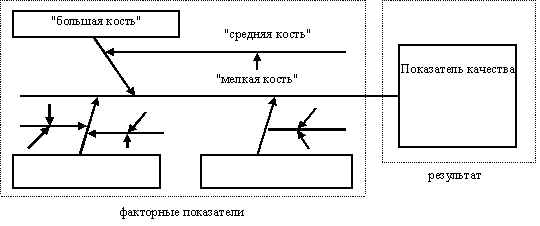 "большая кость"
"средняя кость"
"мелкая кость"
Показатель качества
результат
факторные показатели